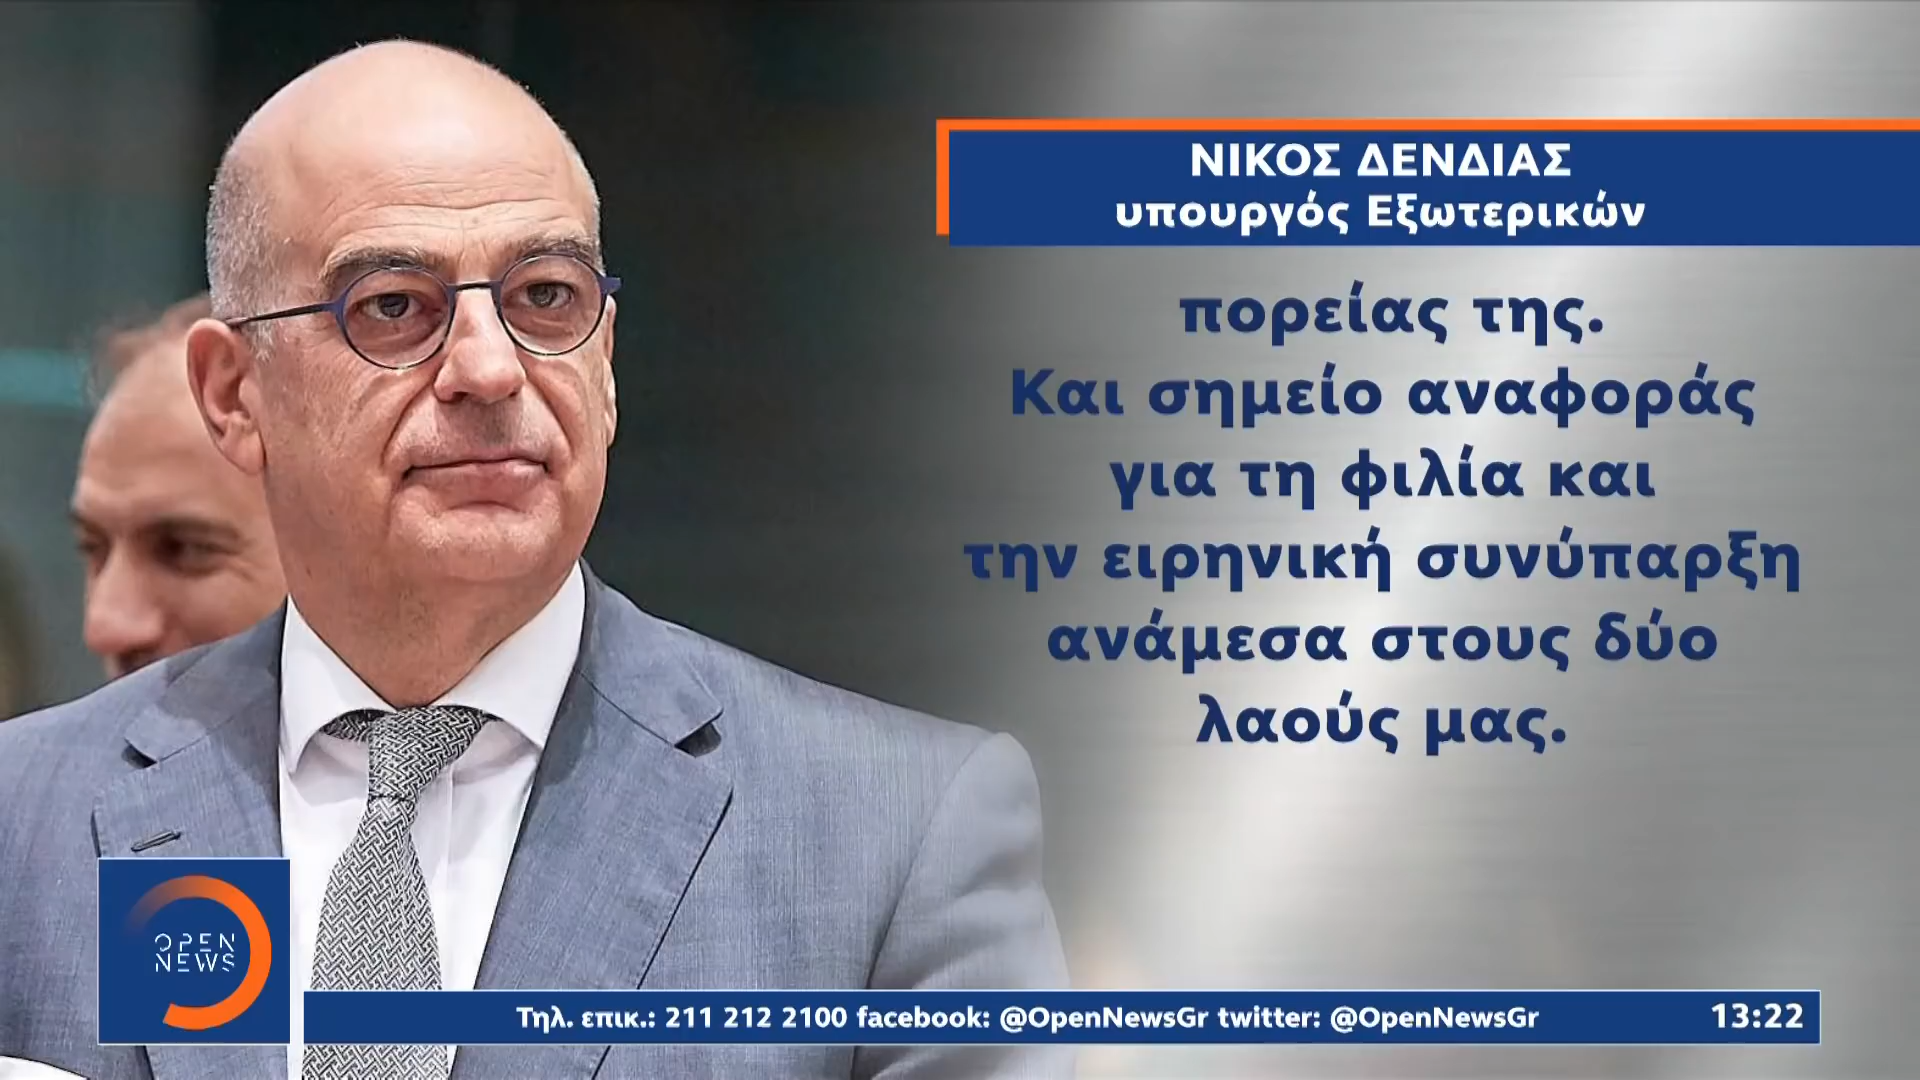 ΝΙΚΟΣ ΔΕΝΔΙΑΣ
υπουργός Εξωτερικών
πορείας της.
Και σημείο αναφοράς
για τη φιλία και
την ειρηνική συνύπαρξη
ανάμεσα στους δύο
λαούς μας.
OPEN
NEWS
Τηλ. επικ.: 211 212 2100 facebook: @OpenNewsGr twitter: @OpenNewsGr
13:22